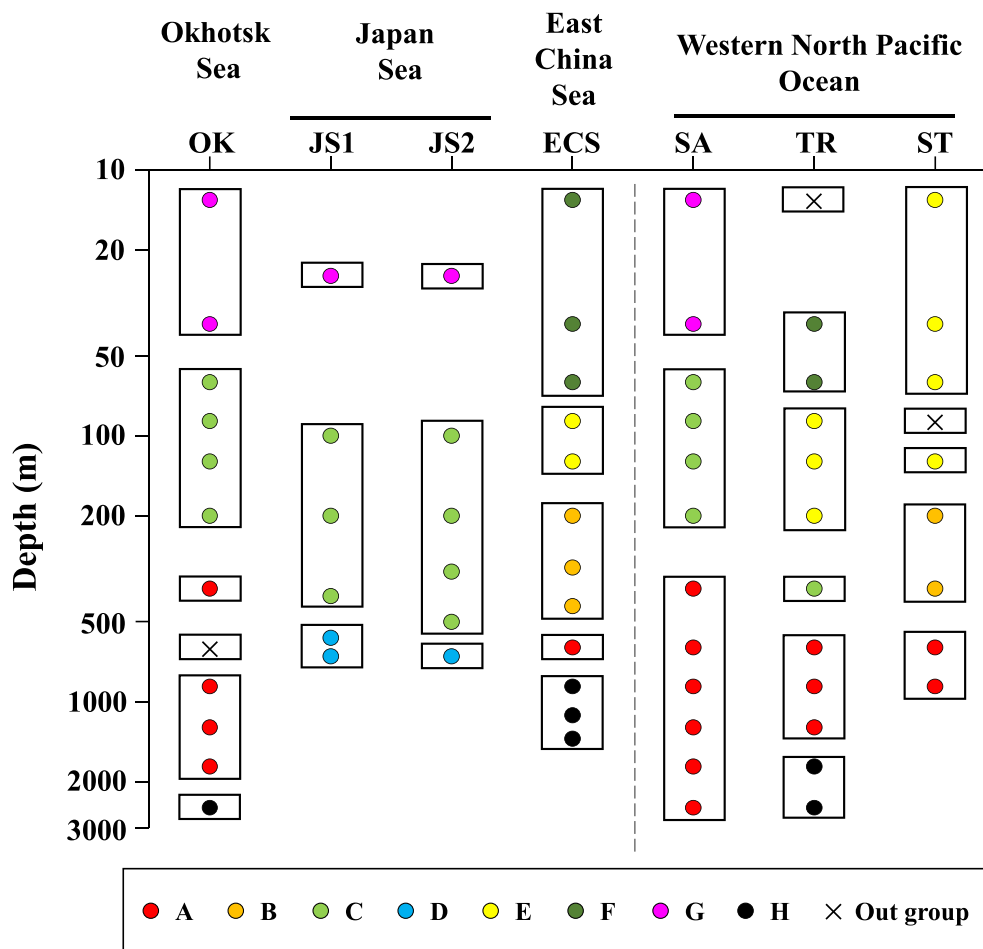 Okhotsk
Sea
Japan
Sea
East
China
Sea
Western North Pacific
Ocean
OK
JS1
JS2
ECS
SA
TR
ST
Depth (m)
10
20
50
100
200
500
1000
2000
3000
A
B
C
D
E
F
G
H
Out group